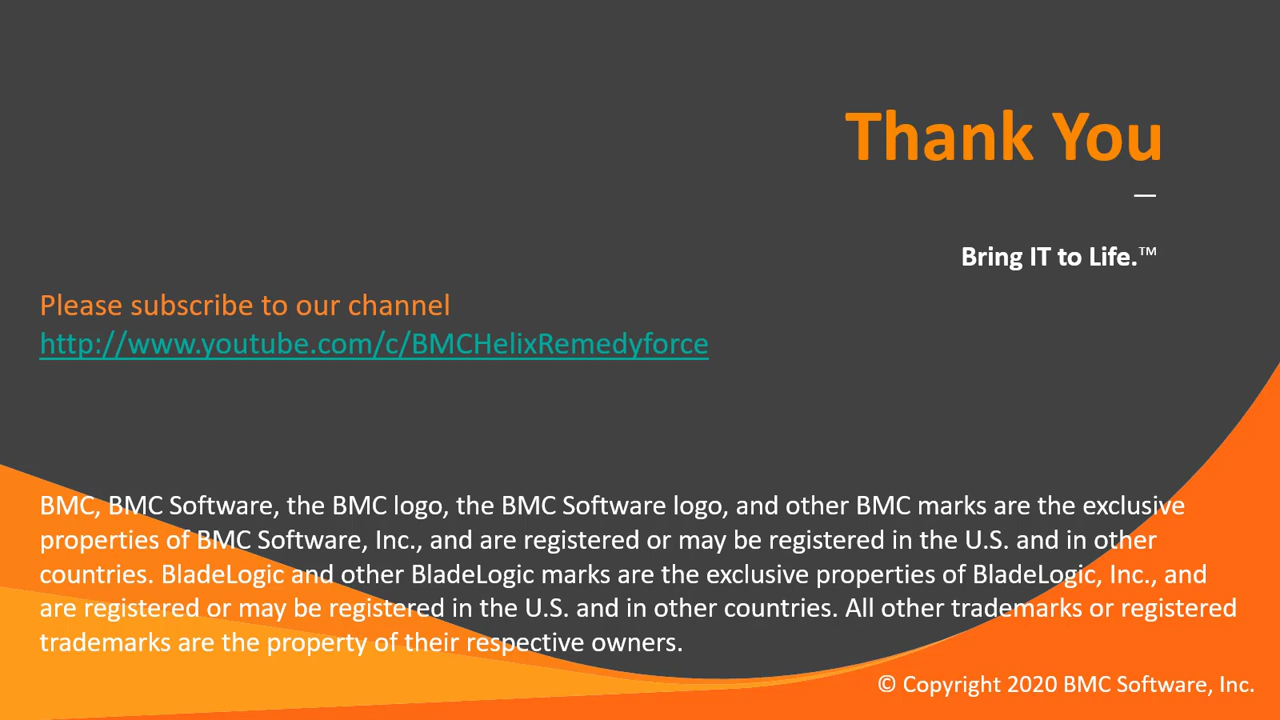 Thank You
—
Bring IT to Life.™
Please subscribe to our channel
http://www.youtube.com/c/BMCHelixRemedyforce
BMC, BMC Software, the BMC logo, the BMC Software logo, and other BMC marks are the exclusive
properties of BMC Software, Inc., and are registered or may be registered in the U.S. and in other
countries. BladeLogic and other BladeLogic marks are the exclusive properties of BladeLogic, Inc., and
are registered or may be registered in the U.S. and in other countries. All other trademarks or registered
trademarks are the property of their respective owners.
© Copyright 2020 BMC Software, Inc.